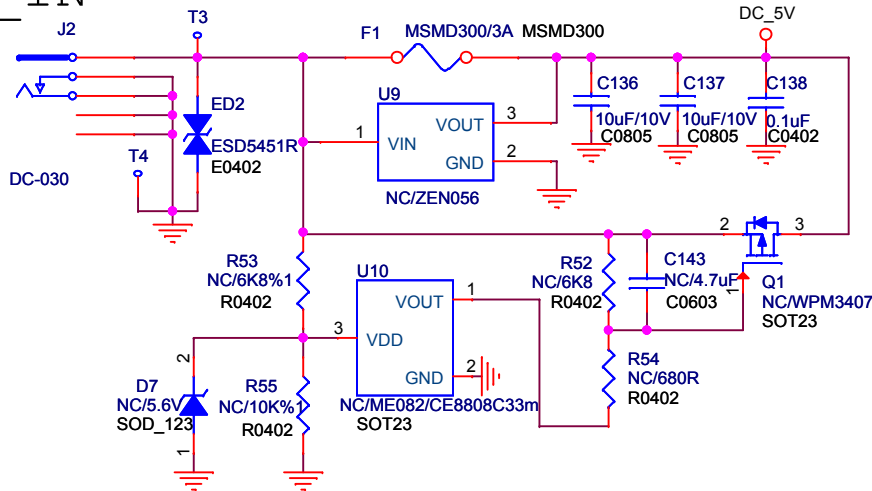 J2
T3
F1
MSMD300/3A
MSMD300
DC_5V
U9
1
VIN
VOUT
3
GND
2
NC/ZEN056
C136
10uF/10V
C0805
C137
10uF/10V
C0805
C138
0.1uF
C0402
ED2
ESD5451R
E0402
T4
DC-030
R53
NC/6K8%1
R0402
U10
VOUT
1
3
VDD
GND
2
NC/ME082/CE8808C33m
SOT23
R52
NC/6K8
R0402
C143
NC/4.7uF
C0603
2
3
1
Q1
NC/WPM3407
SOT23
R54
NC/680R
R0402
2
D7
NC/5.6V
SOD_123
1
R55
NC/10K%1
R0402